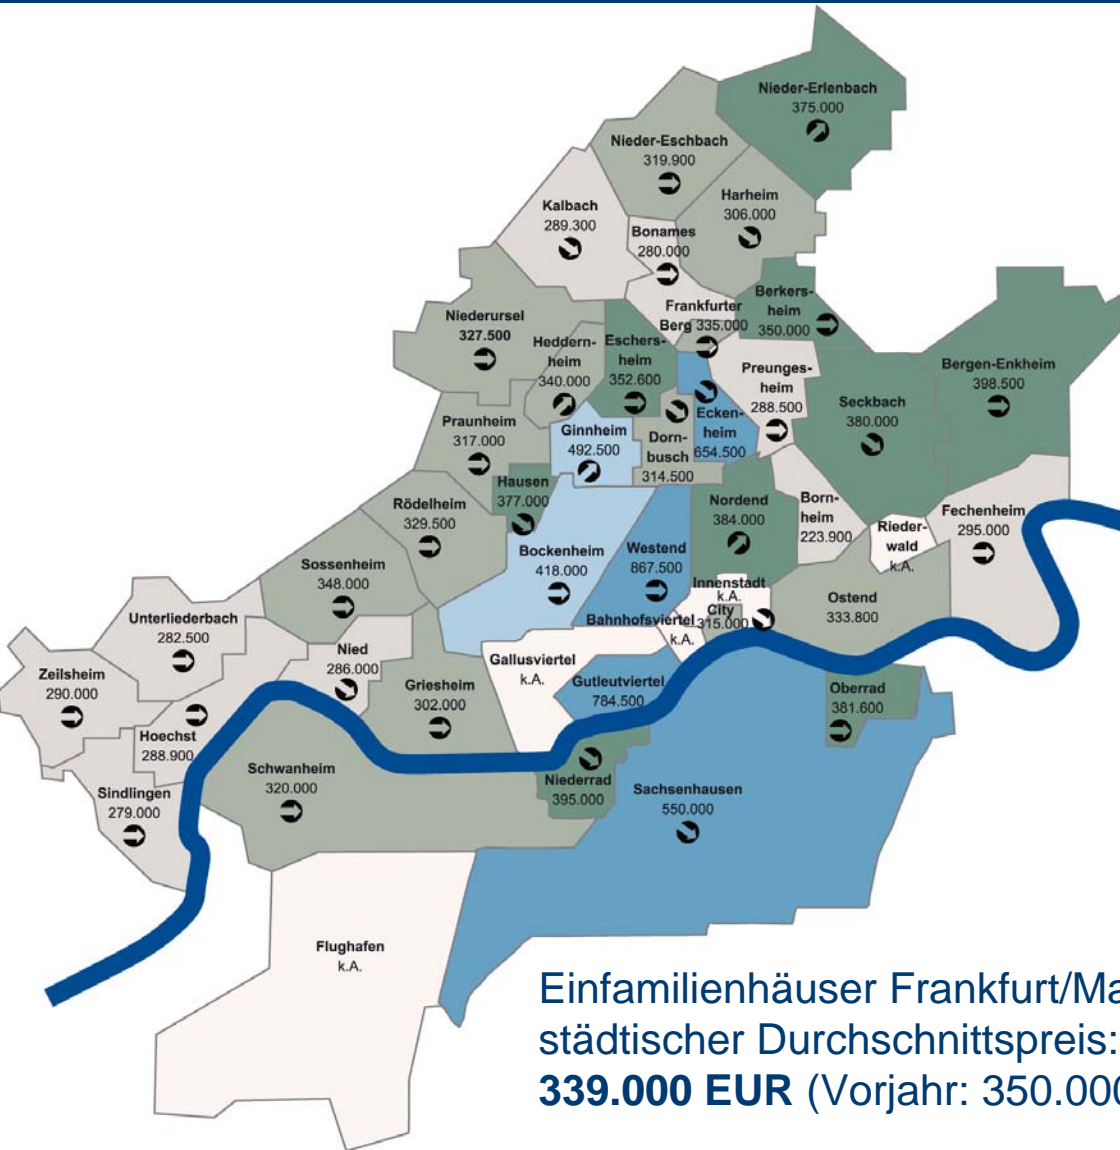 Nieder-Erlenbach
375.000
Nieder-Eschbach
319.900
Harheim
306.000
Kalbach
289.300
Bonames
280.000
Berkers-
heim
350.000
Frankfurter
Berg 335.000
Niederursel
327.500
Heddern-
heim
340.000
Eschers-
heim
352.600
Preunges-
heim
288.500
Bergen-Enkheim
398.500
Seckbach
380.000
Ecken-
heim
654.500
Praunheim
317.000
Ginnheim
492.500
Dorn-
busch
314.500
Hausen
377.000
Nordend
384.000
Born-
heim
223.900
Rödelheim
329.500
Fechenheim
295.000
Rieder-
wald
k.A.
Bockenheim
418.000
Westend
867.500
Sossenheim
348.000
Innenstadt
k.A.
City
315.000
Ostend
333.800
Bahnhofsviertel
k.A.
Unterliederbach
282.500
Nied
286.000
Gallusviertel
k.A.
Zeilsheim
290.000
Griesheim
302.000
Gutleutviertel
784.500
Oberrad
381.600
Hoechst
288.900
Schwanheim
320.000
Niederrad
395.000
Sachsenhausen
550.000
Sindlingen
279.000
Flughafen
k.A.
Einfamilienhäuser Frankfurt/Ma
städtischer Durchschnittspreis:
339.000 EUR (Vorjahr: 350.000